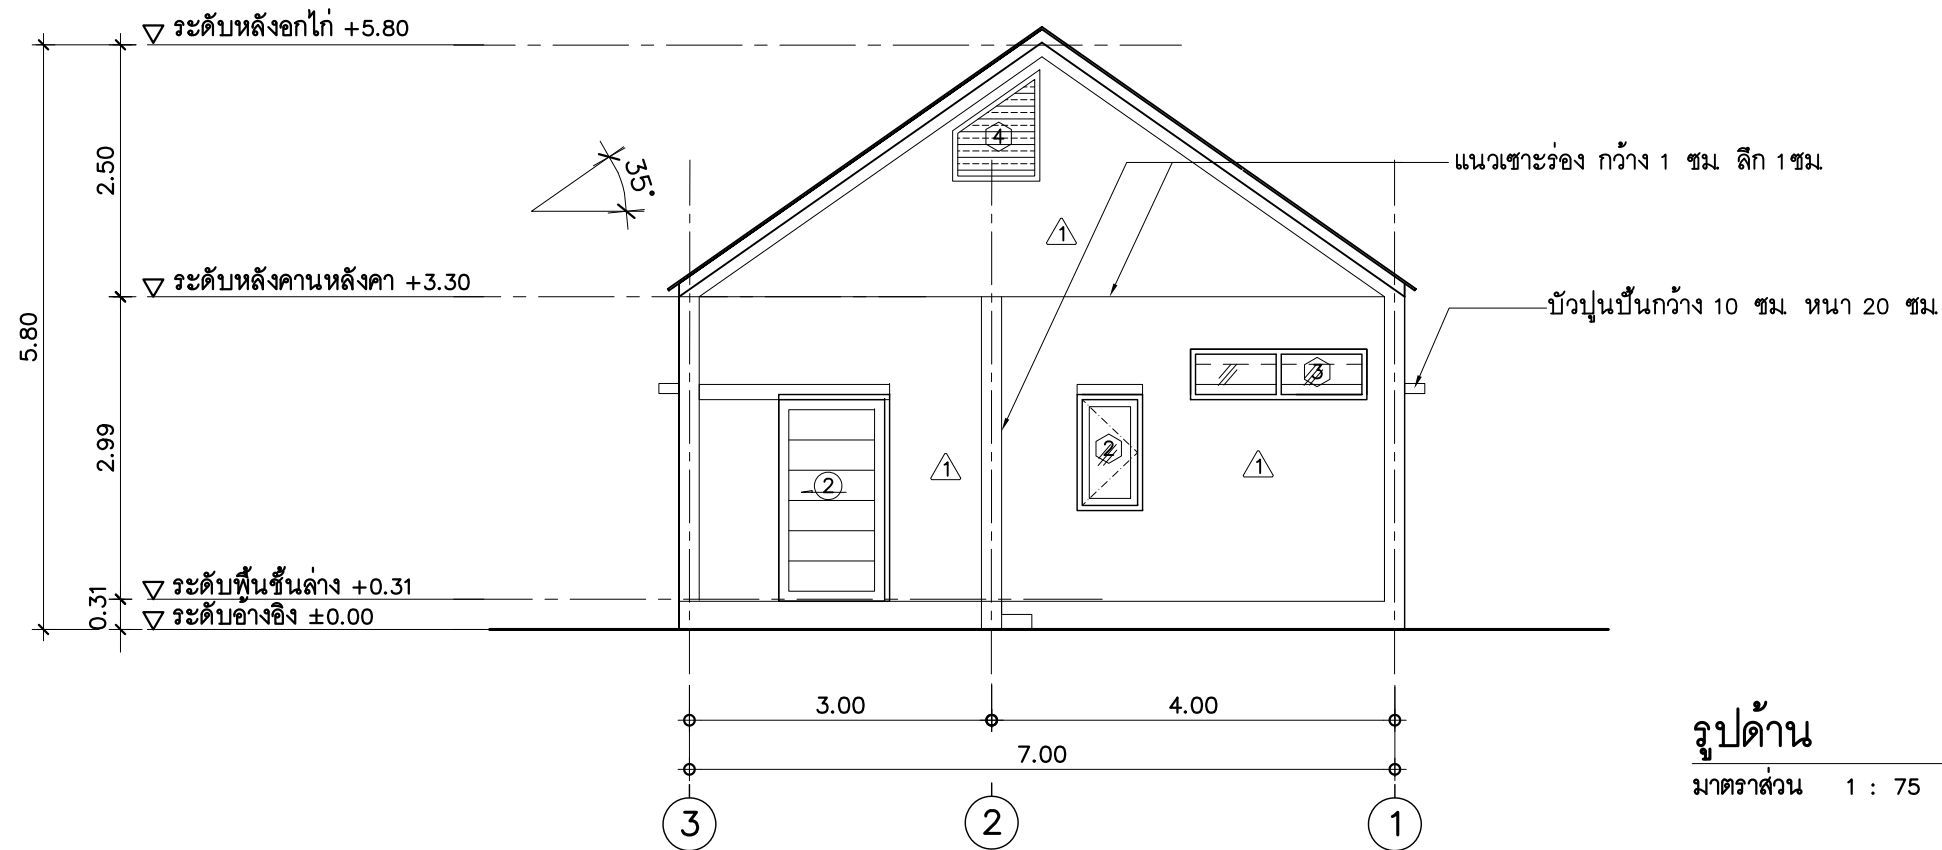 ระดับหลังอกไก่ +5.80
2.50
35°
4
แนวเซาะร่อง กว้าง 1 ซม. ลึก 1ซม.
1
ระดับหลังคานหลังคา +3.30
บัวปูนปั้นกว้าง 10 ซม. หนา 20 ซม.
5.80
3
2.99
2
1
1
2
ระดับพื้นชั้นล่าง +0.31
0.31
ระดับอ้างอิง ±0.00
3.00
4.00
7.00
รูปด้าน
มาตราส่วน 1 : 75
3
2
1